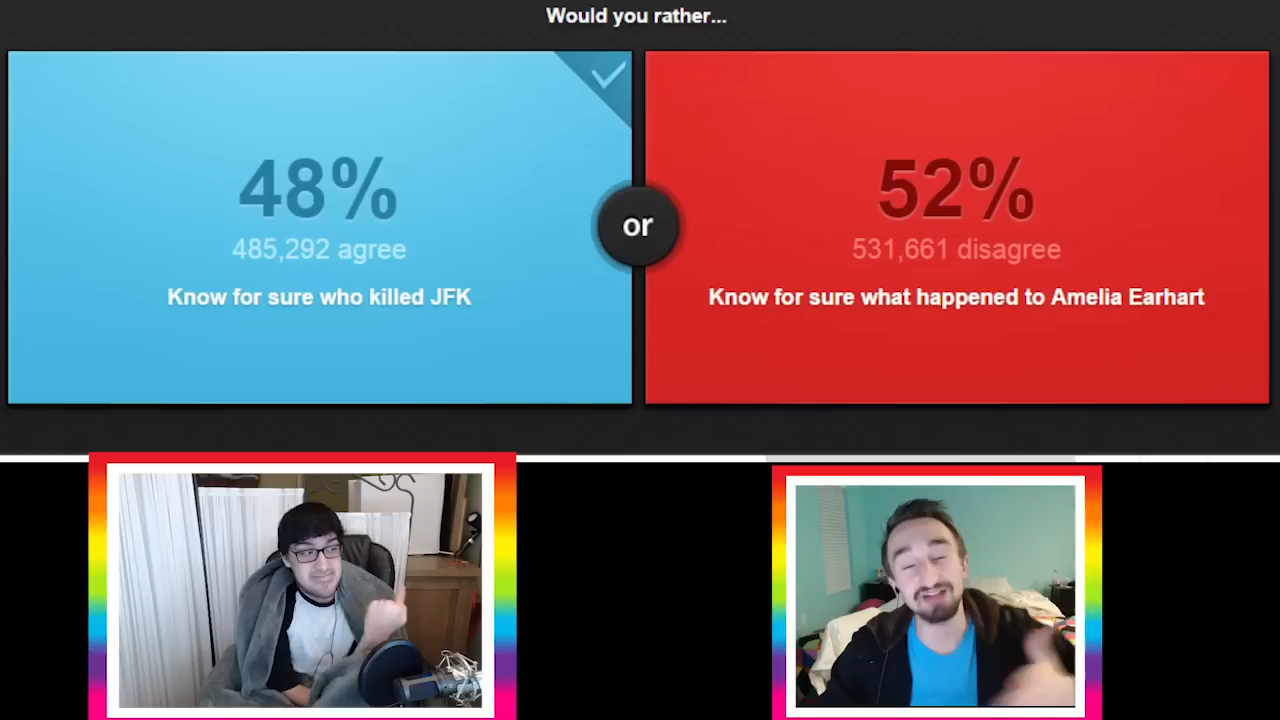 Would you rather...
48%
485,292 agree
Know for sure who killed JFK
or
52%
531,661 disagree
Know for sure what happened to Amelia Earhart